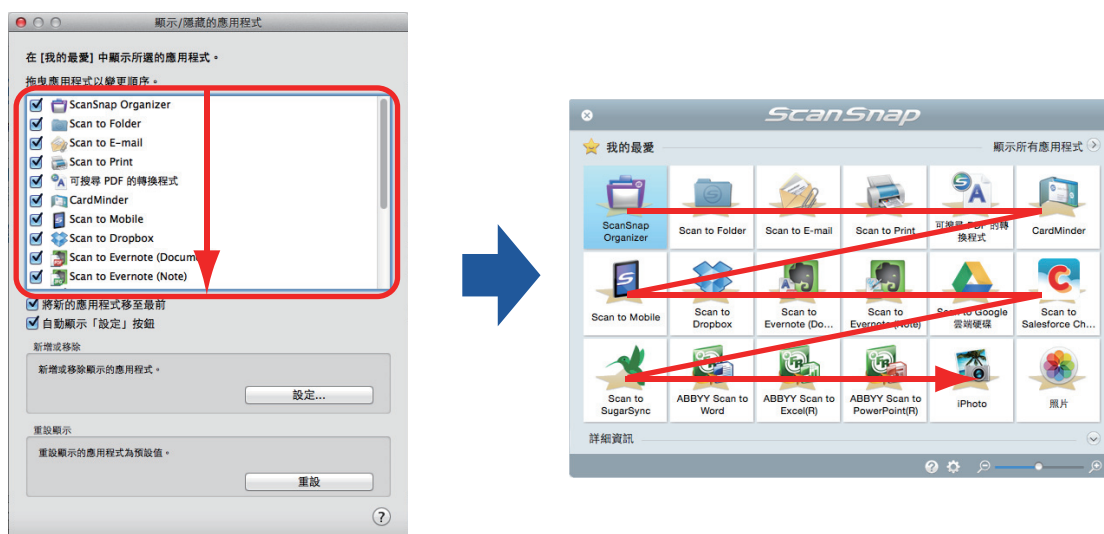 顯示/隱藏的應用程式
在 [我的最愛] 中顯示所選的應用程式。
拖曳應用程式以變更順序。
ScanSnap Organizer
Scan to Folder
Scan to E-mail
Scan to Print
可搜尋 PDF 的轉換程式
CardMinder
Scan to Mobile
Scan to Dropbox
Scan to Evernote (Docum
Scan to Evernote (Note)
將新的應用程式移至最前
自動顯示「設定」按鈕
新增或移除
新增或移除顯示的應用程式。
設定...
重設顯示
重設顯示的應用程式為預設值。
重設
?
ScanSnap
我的最愛
顯示所有應用程式
ScanSnap Organizer
Scan to Folder
Scan to E-mail
Scan to Print
可搜尋 PDF 的轉
換程式
CardMinder
Scan to Mobile
Scan to
Dropbox
Scan to
Evernote (Do...
Scan to
Evernote (Note)
Scan to Google
雲端硬碟
Scan to
Salesforce Ch...
Scan to
SugarSync
ABBYY Scan to
Word
ABBYY Scan to
Excel(R)
ABBYY Scan to
PowerPoint(R)
iPhoto
照片
詳細資訊